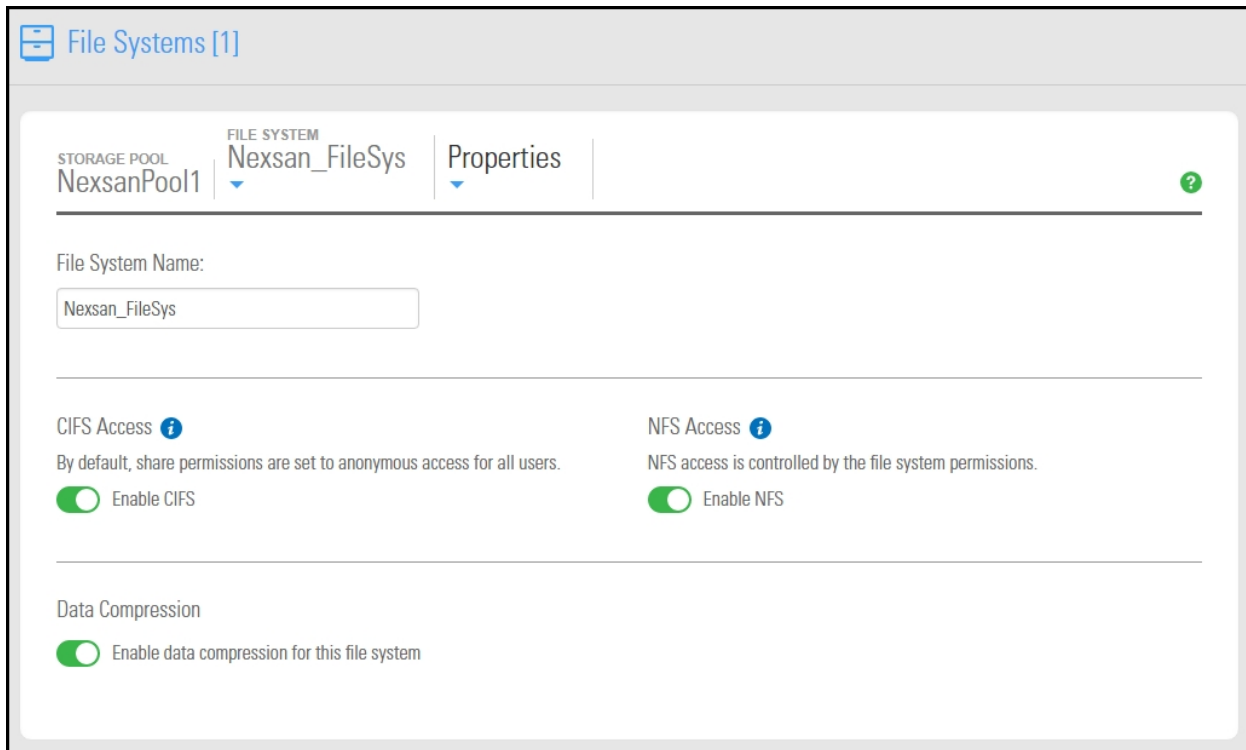 File Systems [1]
STORAGE POOL
NexsanPool1
FILE SYSTEM
Nexsan_FileSys
Properties
?
File System Name:
Nexsan_FileSys
CIFS Access i
By default, share permissions are set to anonymous access for all users.
Enable CIFS
NFS Access i
NFS access is controlled by the file system permissions.
Enable NFS
Data Compression
Enable data compression for this file system